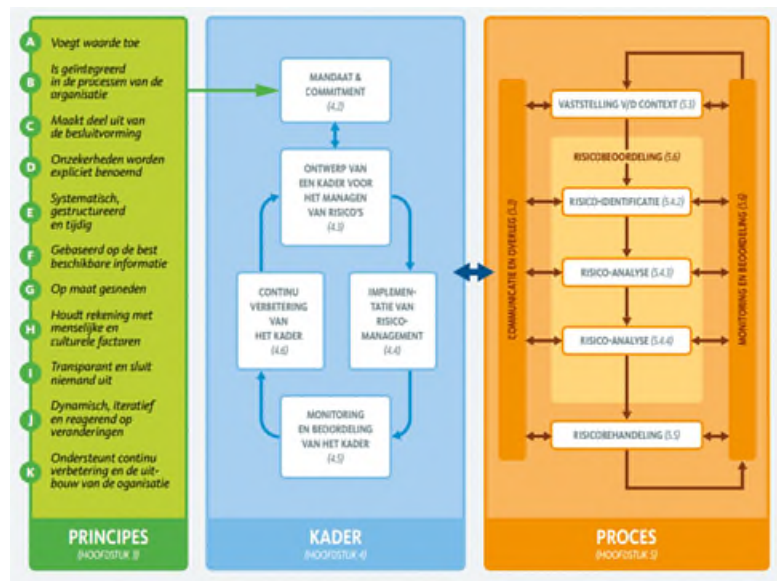 A
Voegt waarde toe
B
Is geïntegreerd
in de processen van de
organisatie
C
Maakt deel uit van
de besluitvorming
D
Onzekerheden worden
expliciet benoemd
E
Systematisch,
gestructureerd
en tijdig
F
Gebaseerd op de best
beschikbare informatie
G
Op maat gesneden
H
Houdt rekening met
menselijke en
culturele factoren
I
Transparant en sluit
niemand uit
J
Dynamisch, iteratief
en reagerend op
veranderingen
K
Ondersteunt continu
verbetering en de uit-
bouw van de oganisatie
PRINCIPES
(HOOFDSTUK 3)
MANDAAT &
COMMITMENT
(4.2)
ONTWERP VAN
EEN KADER VOOR
HET MANAGEN
VAN RISICO'S
(4.3)
CONTINU
VERBETERING
VAN
HET KADER
(4.6)
IMPLEMEN-
TATIE VAN
RISICO-
MANAGEMENT
(4.4)
MONITORING
EN BEOORDELING
VAN HET KADER
(4.5)
KADER
(HOOFDSTUK 4)
COMMUNICATIE EN OVERLEG (5.2)
VASTSTELLING V/D CONTEXT (5.3)
RISICOBEOORDELING (5.6)
RISICO-IDENTIFICATIE (5.4.2)
RISICO-ANALYSE (5.4.3)
RISICO-ANALYSE (5.4.4)
RISICOBEHANDELING (5.5)
MONITORING EN BEOORDELING (5.6)
PROCES
(HOOFDSTUK 5)